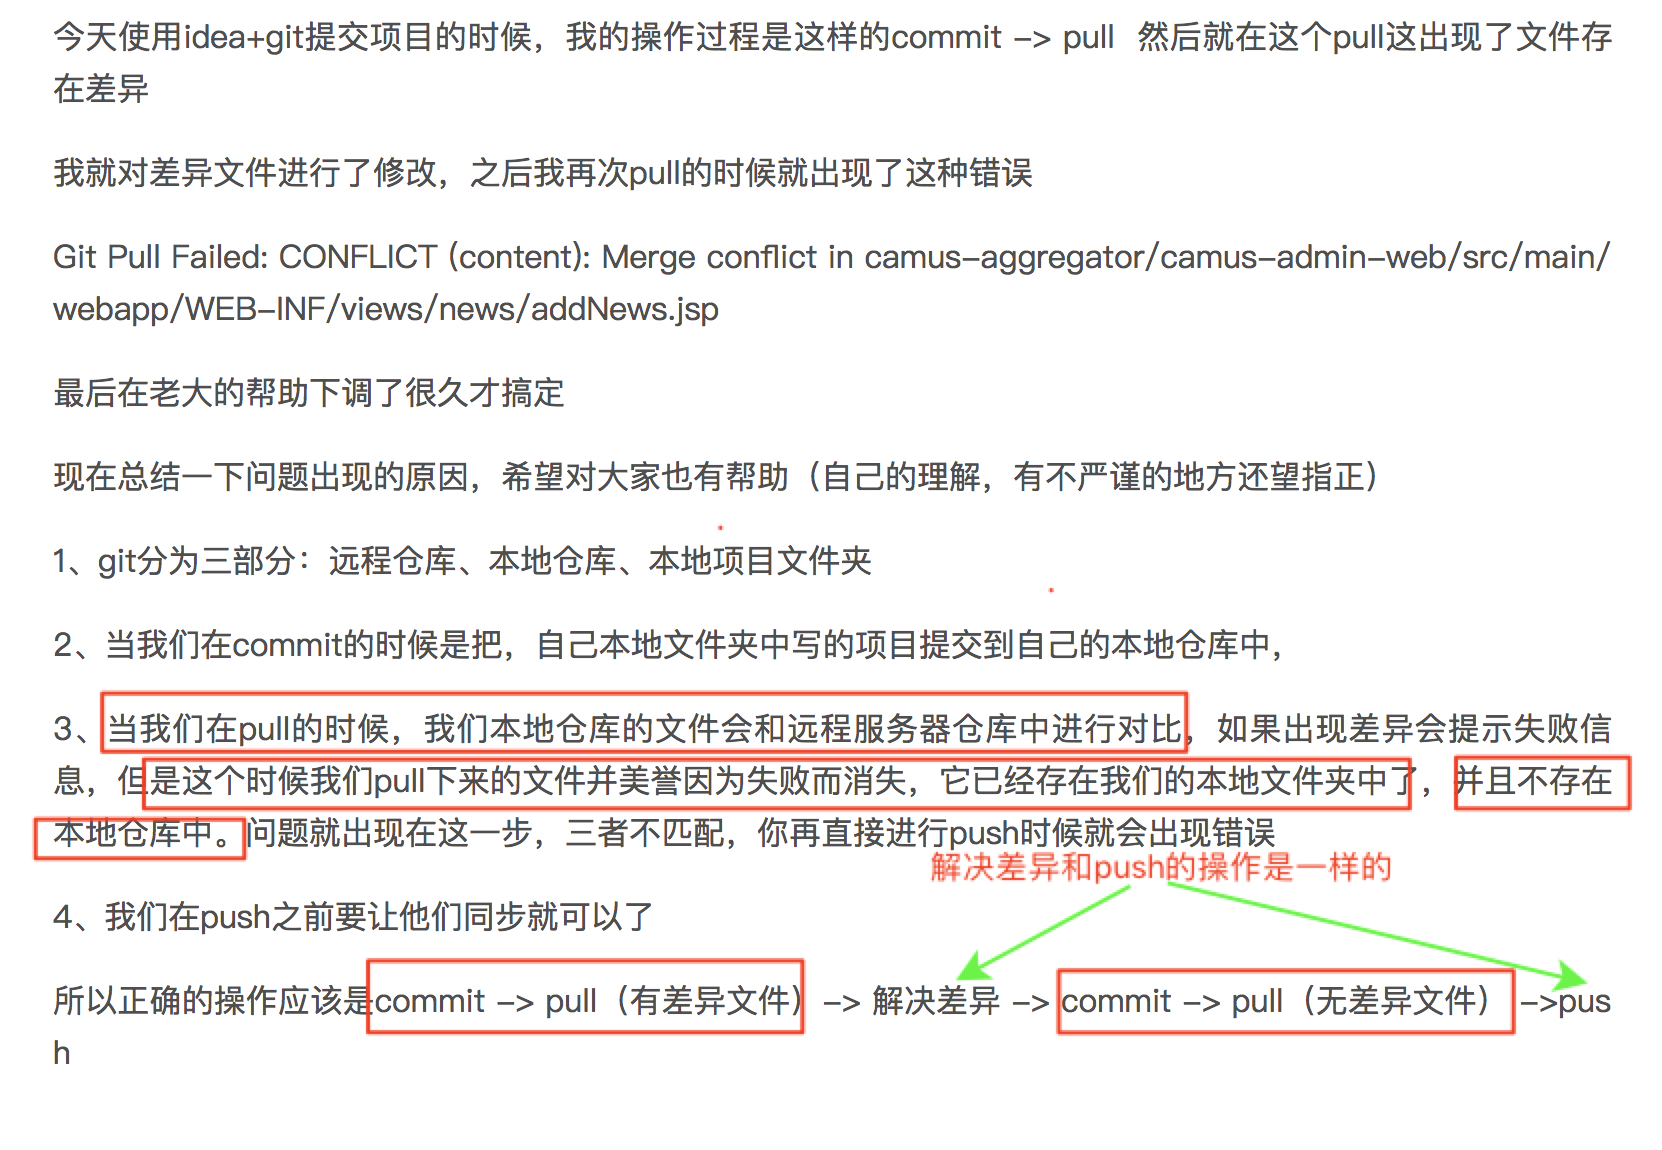 今天使用idea+git提交项目的时候，我的操作过程是这样的commit -> pull  然后就在这个pull这出现了文件存
在差异
我就对差异文件进行了修改，之后我再次pull的时候就出现了这种错误
Git Pull Failed: CONFLICT (content): Merge conflict in camus-aggregator/camus-admin-web/src/main/
webapp/WEB-INF/views/news/addNews.jsp
最后在老大的帮助下调了很久才搞定
现在总结一下问题出现的原因，希望对大家也有帮助（自己的理解，有不严谨的地方还望指正）
1、git分为三部分：远程仓库、本地仓库、本地项目文件夹
2、当我们在commit的时候是把，自己本地文件夹中写的项目提交到自己的本地仓库中，
3、当我们在pull的时候，我们本地仓库的文件会和远程服务器仓库中进行对比，如果出现差异会提示失败信
息，但是这个时候我们pull下来的文件并美誉因为失败而消失，它已经存在我们的本地文件夹中了，并且不存在
本地仓库中。问题就出现在这一步，三者不匹配，你再直接进行push时候就会出现错误
解决差异和push的操作是一样的
4、我们在push之前要让他们同步就可以了
所以正确的操作应该是commit -> pull（有差异文件） -> 解决差异 -> commit -> pull（无差异文件） ->pus
h